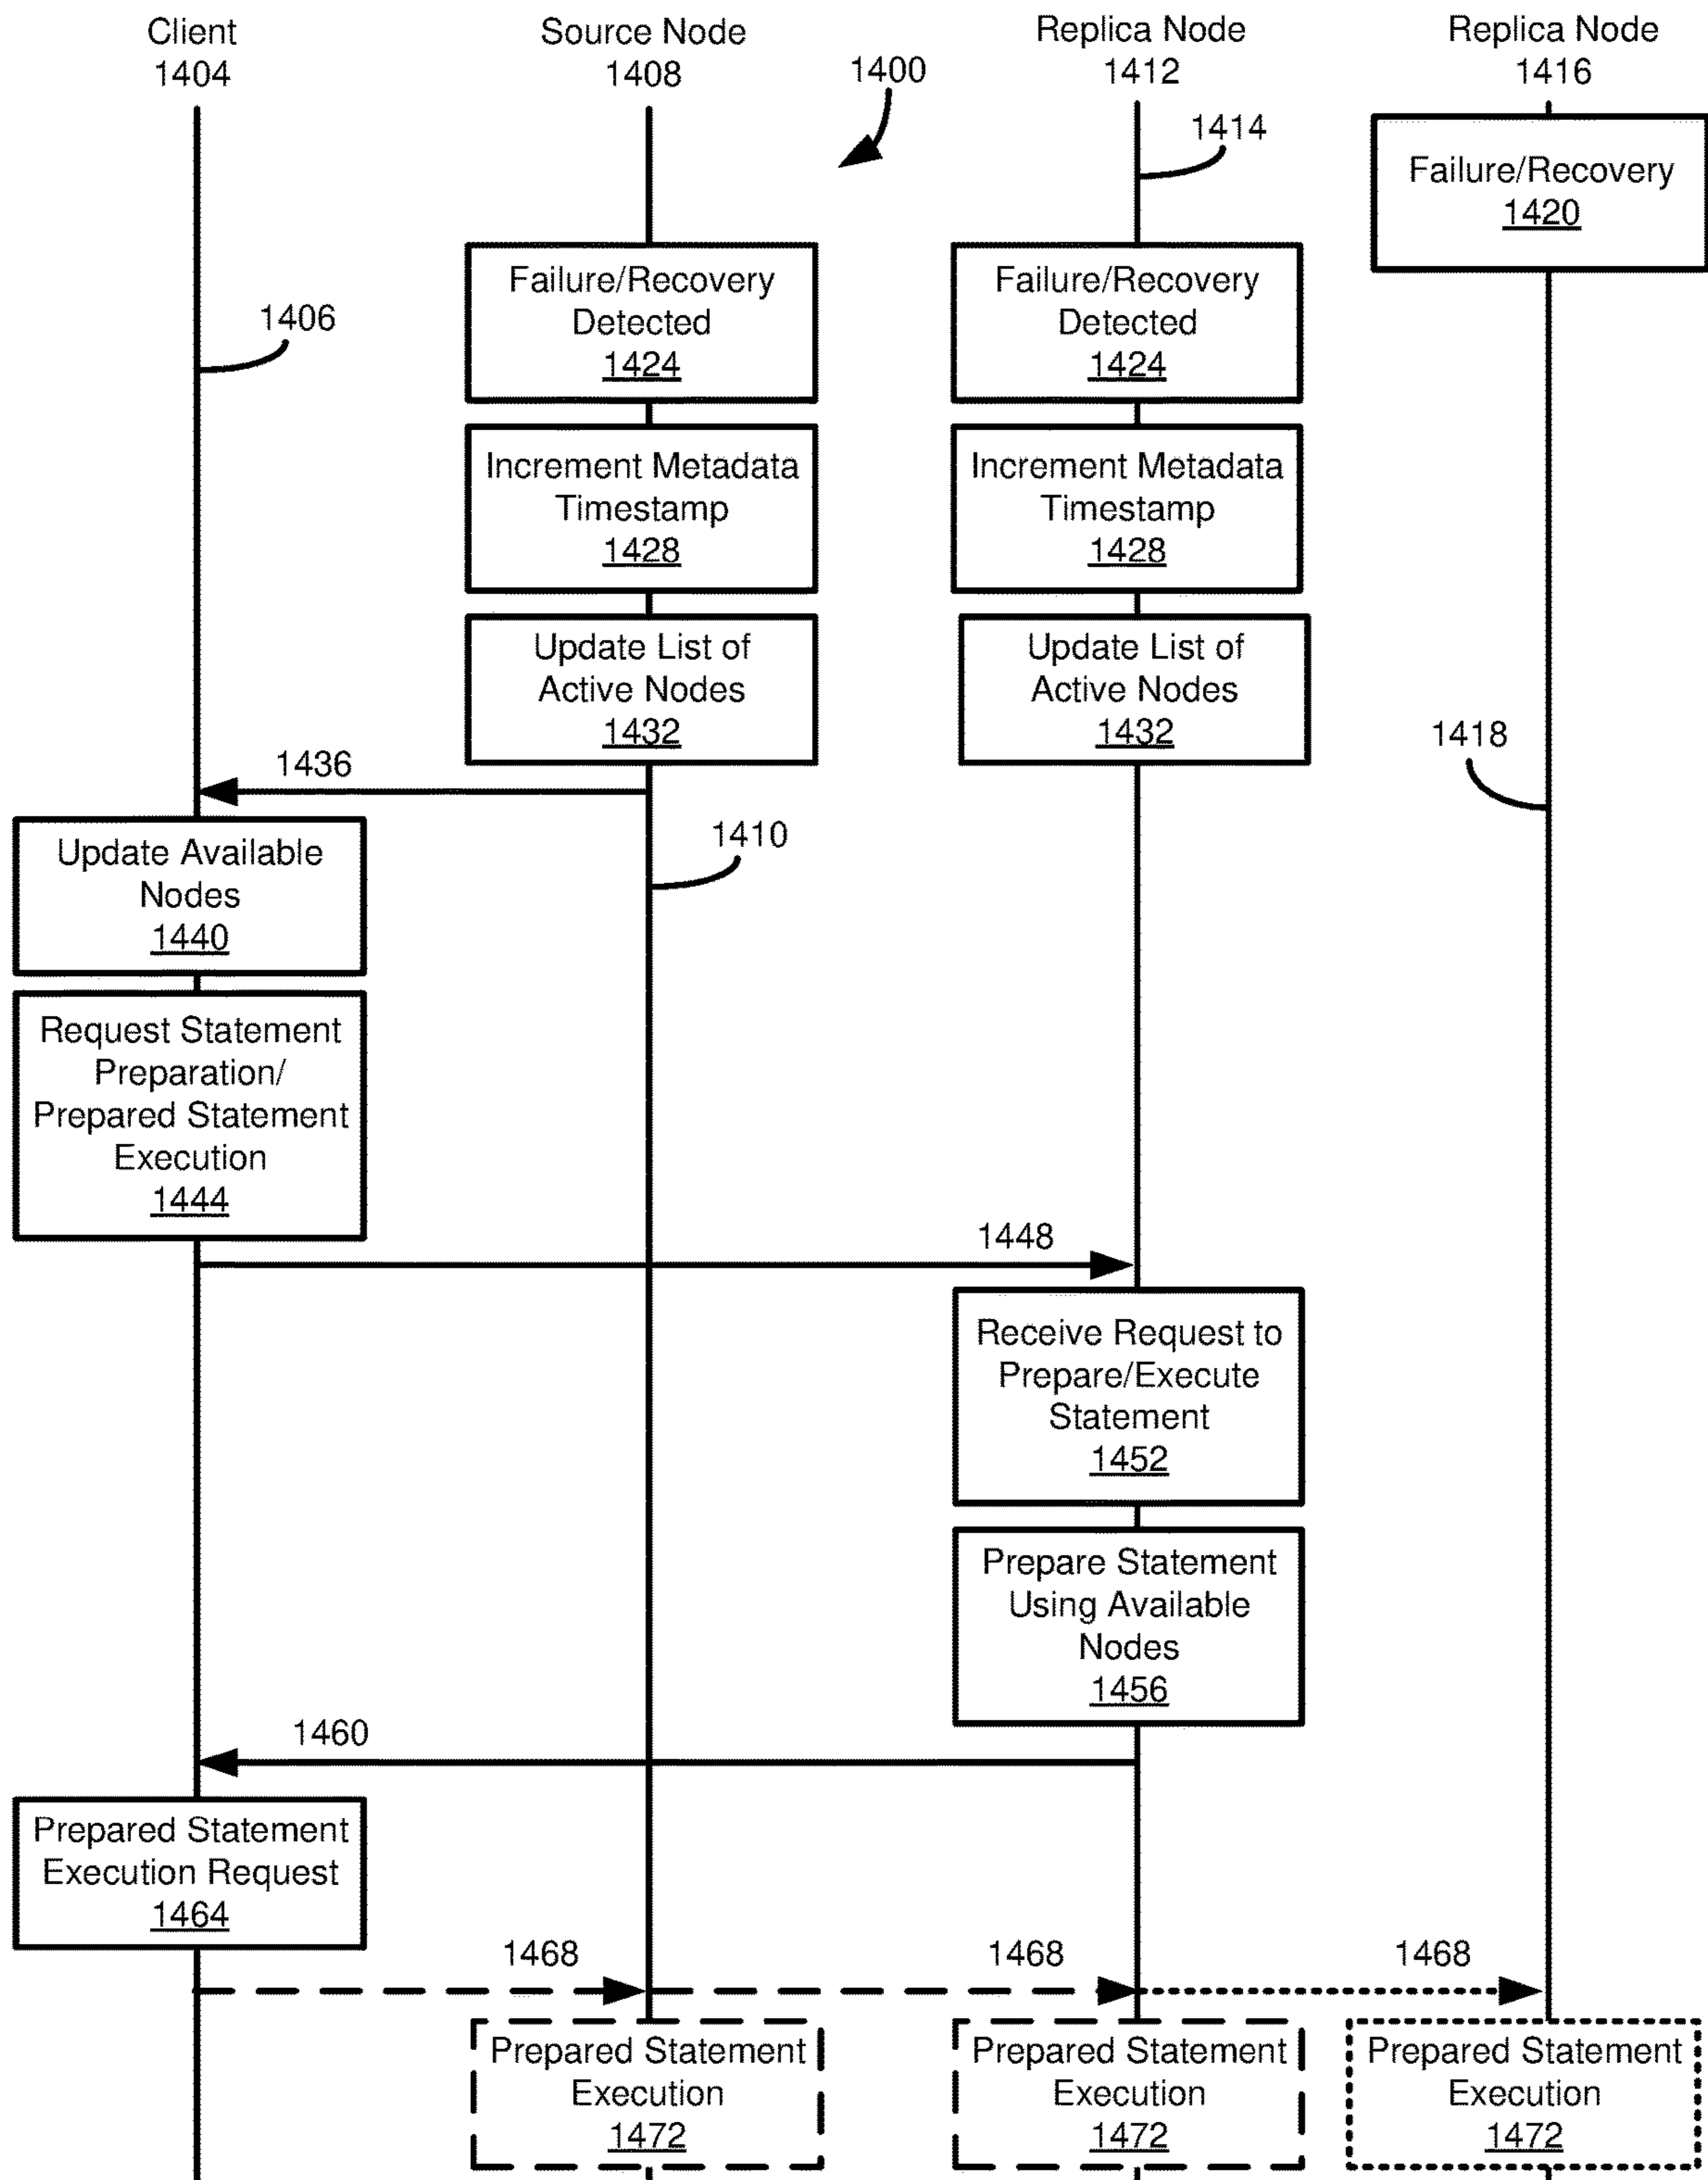 Client
1404
Source Node
1408
1400
Replica Node
1412
Replica Node
1416
1414
Failure/Recovery
1420
Failure/Recovery
Detected
1424
Failure/Recovery
Detected
1424
1406
Increment Metadata
Timestamp
1428
Increment Metadata
Timestamp
1428
Update List of
Active Nodes
1432
Update List of
Active Nodes
1432
1418
1436
1410
Update Available
Nodes
1440
Request Statement
Preparation/
Prepared Statement
Execution
1444
1448
Receive Request to
Prepare/Execute
Statement
1452
Prepare Statement
Using Available
Nodes
1456
1460
Prepared Statement
Execution Request
1464
1468
1468
1468
Prepared Statement
Execution
1472
Prepared Statement
Execution
1472
Prepared Statement
Execution
1472